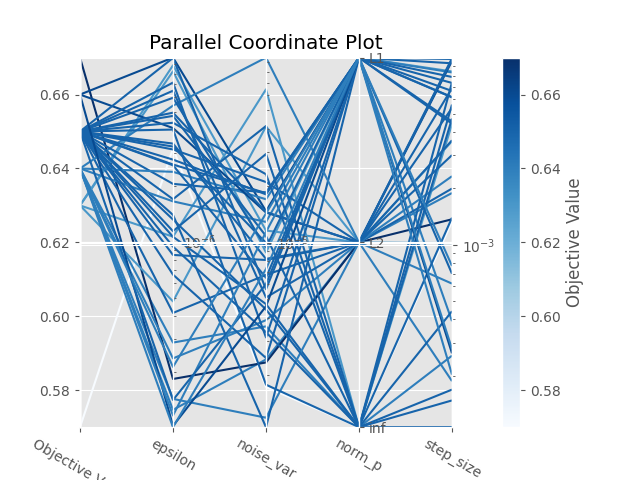 Parallel Coordinate Plot
0.66
0.64
0.62
0.60
0.58
L1
L2
Inf
10⁻³
Objective V
epsilon
noise_var
norm_p
step_size
0.66
0.64
0.62
0.60
0.58
Objective Value